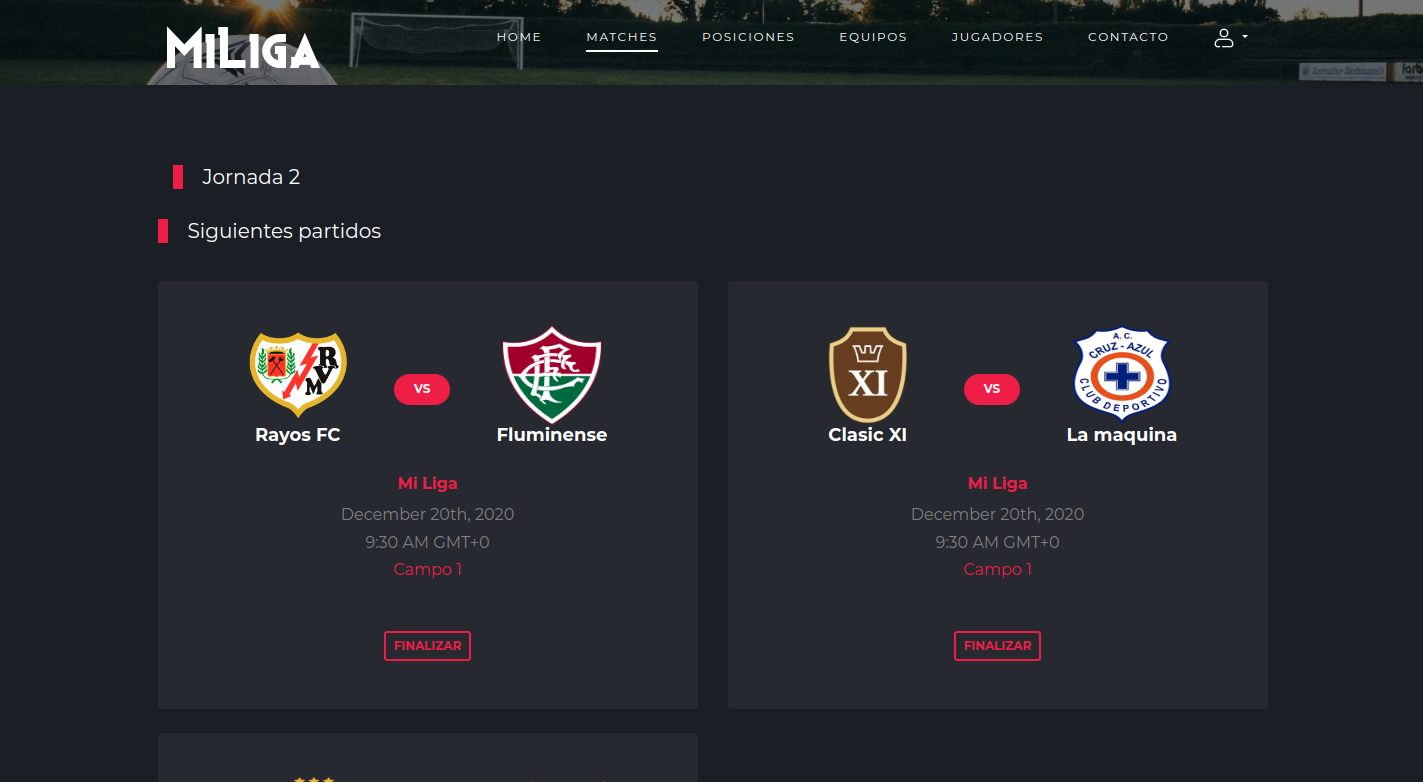 MiLiga
HOME MATCHES POSICIONES EQUIPOS JUGADORES CONTACTO
Jornada 2
Siguientes partidos
RVM
XI
A. C.
CRUZ - AZUL
CLUB DEPORTIVO
VS
VS
Rayos FC
Fluminense
Clasic XI
La maquina
Mi Liga
December 20th, 2020
9:30 AM GMT+0
Campo 1
FINALIZAR
Mi Liga
December 20th, 2020
9:30 AM GMT+0
Campo 1
FINALIZAR